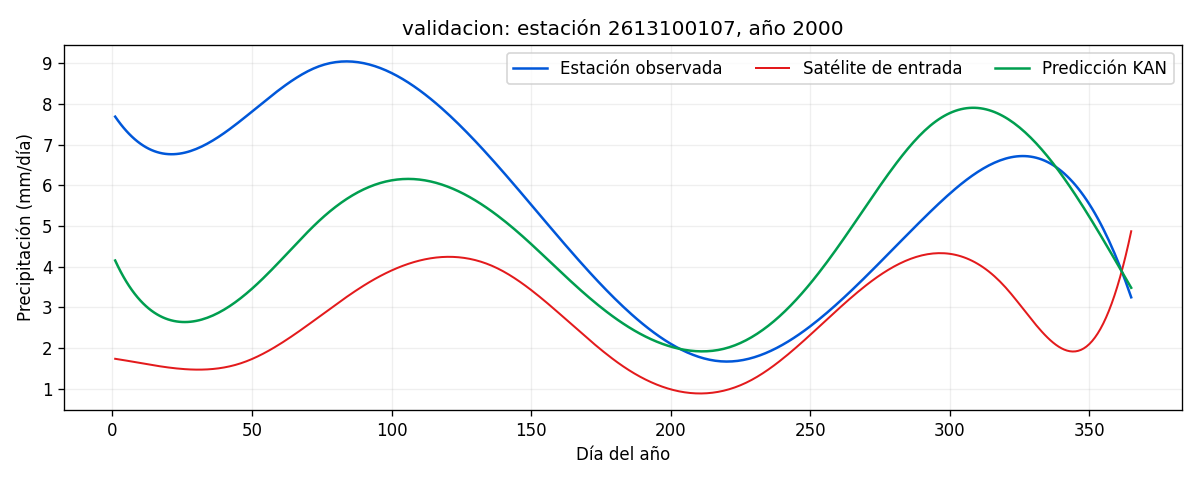 validacion: estación 2613100107, año 2000
Estación observada
Satélite de entrada
Predicción KAN
Precipitación (mm/día)
9
8
7
6
5
4
3
2
1
0
50
100
150
200
250
300
350
Día del año